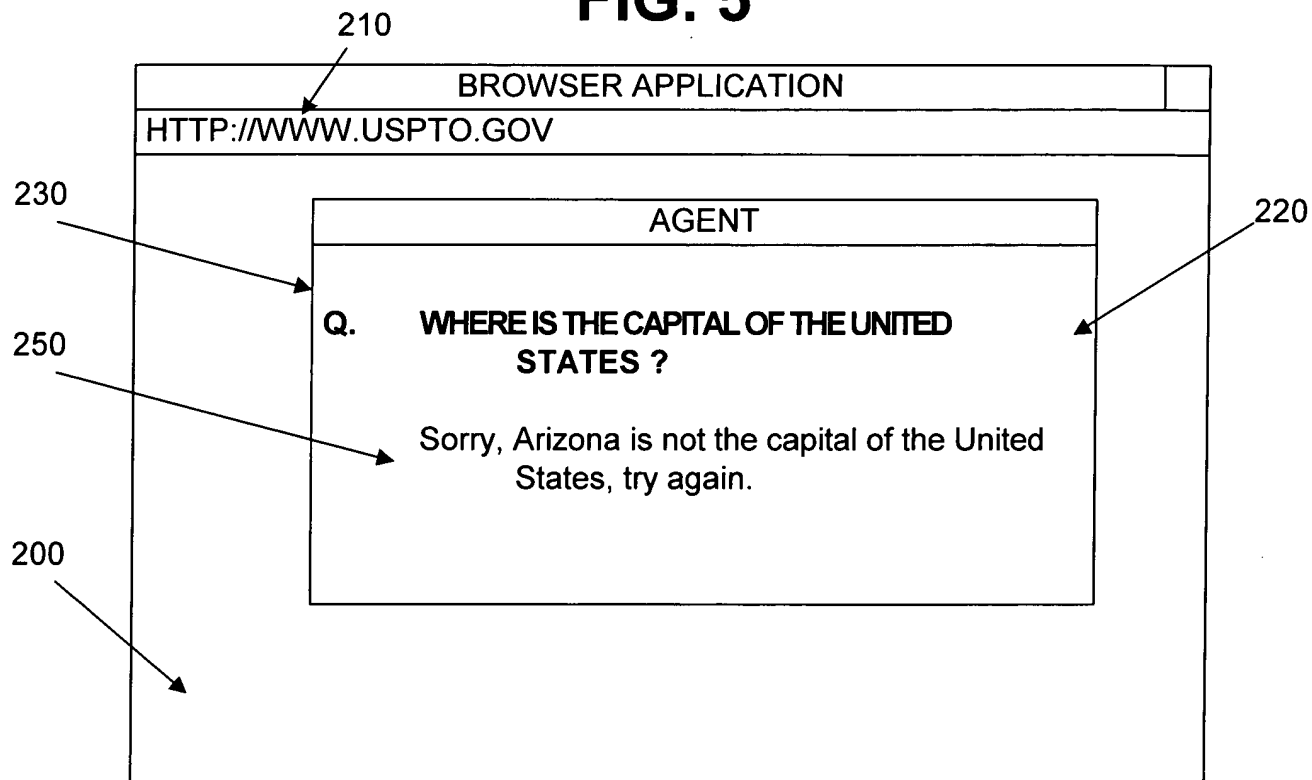 FIG. 5
210
BROWSER APPLICATION
HTTP://WWW.USPTO.GOV
230
AGENT
220
Q. WHERE IS THE CAPITAL OF THE UNITED
STATES ?
250
Sorry, Arizona is not the capital of the United
States, try again.
200